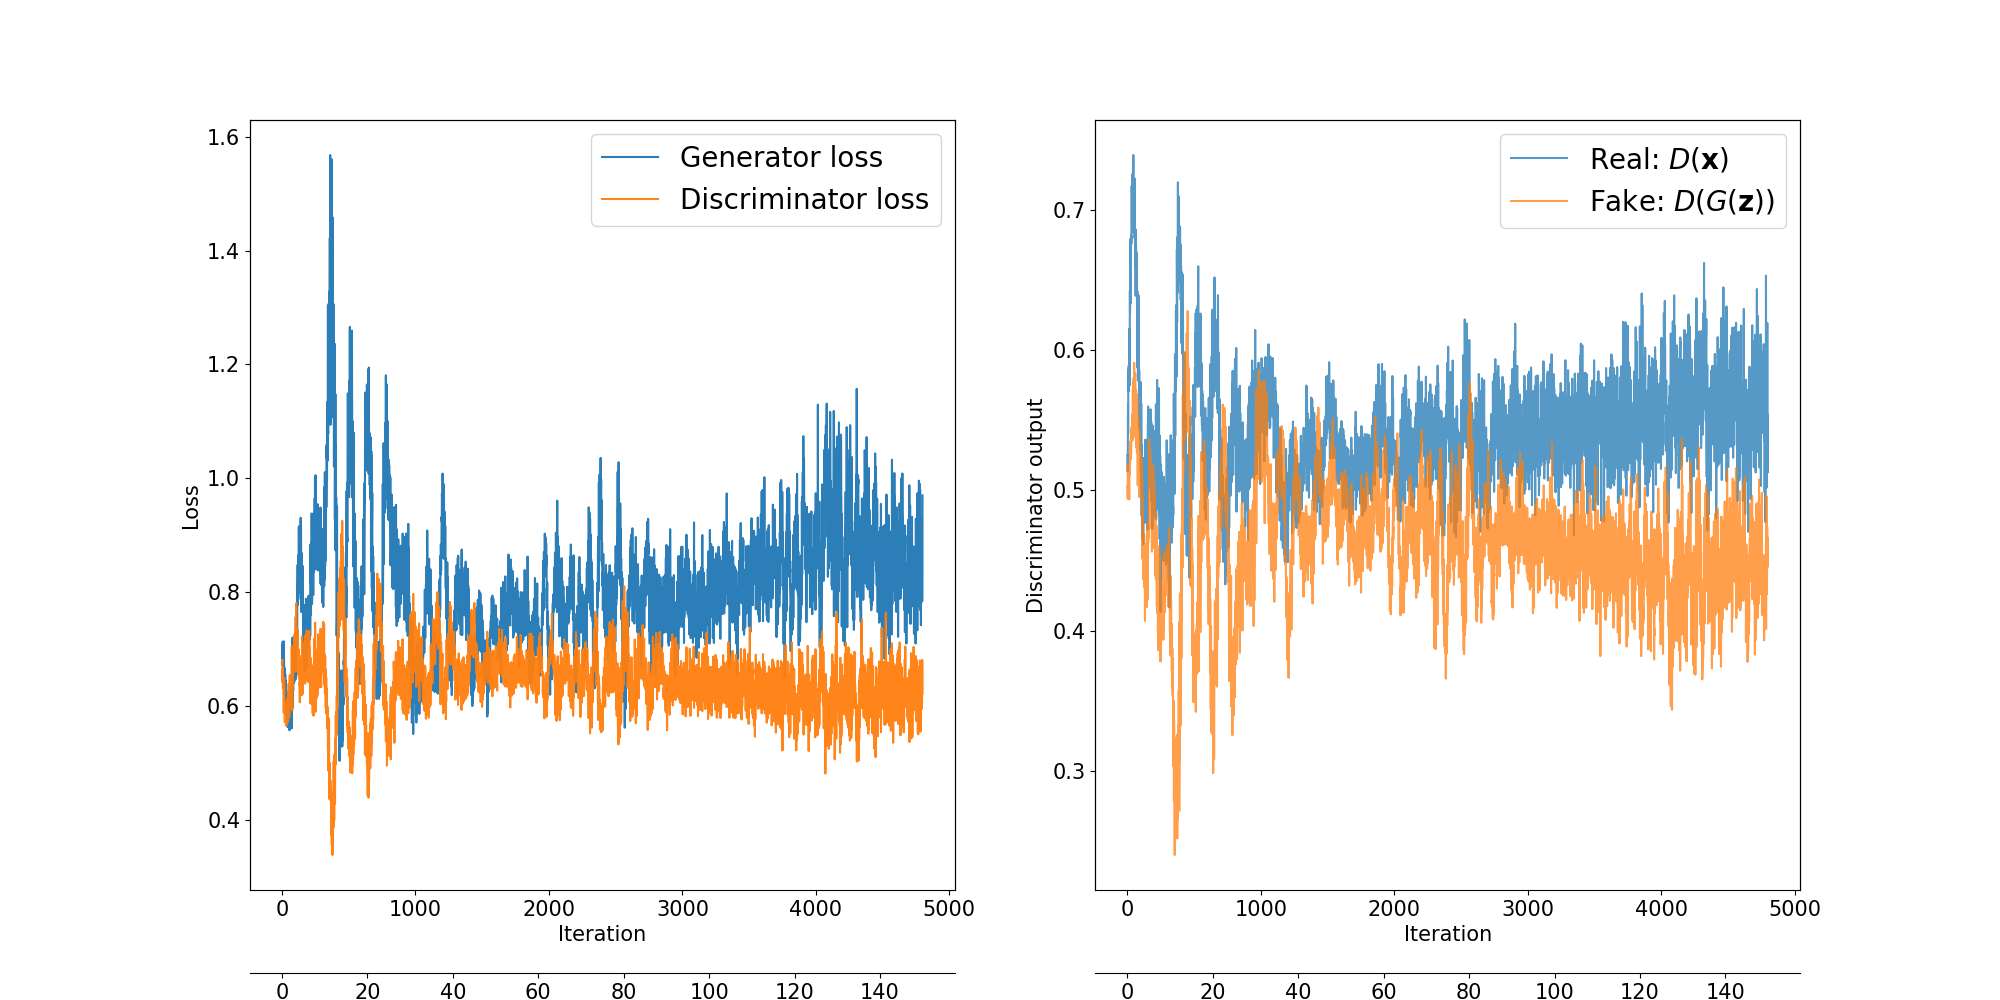 Generator loss
Discriminator loss
1.6
1.4
1.2
1.0
0.8
0.6
0.4
Loss
0 1000 2000 3000 4000 5000
Iteration
0 20 40 60 80 100 120 140
Real: D(x)
Fake: D(G(z))
0.7
0.6
0.5
0.4
0.3
Discriminator output
0 1000 2000 3000 4000 5000
Iteration
0 20 40 60 80 100 120 140